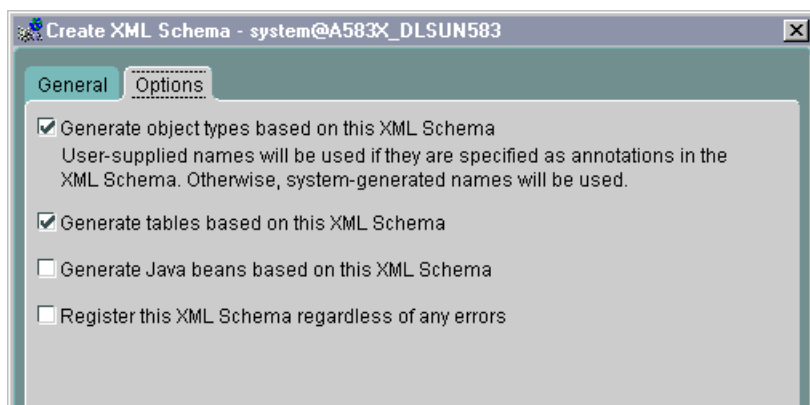 Create XML Schema - system@A583X_DLSUN583
General Options
Generate object types based on this XML Schema
User-supplied names will be used if they are specified as annotations in the
XML Schema. Otherwise, system-generated names will be used.
Generate tables based on this XML Schema
Generate Java beans based on this XML Schema
Register this XML Schema regardless of any errors